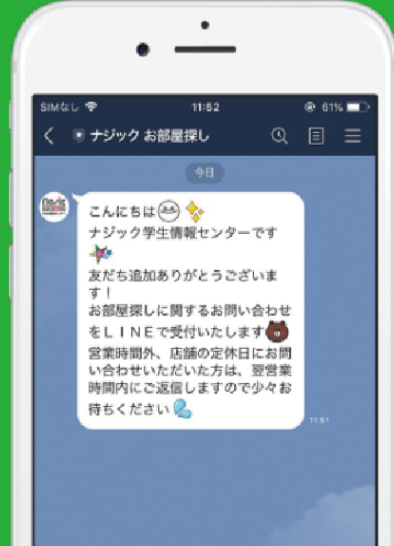 SIMなし 11:52 61%
ナジック お部屋探し
今日
こんにちは
ナジック学生情報センターです
友だち追加ありがとうございま
す！
お部屋探しに関するお問い合わせ
をLINEで受付いたします
営業時間外、店舗の定休日にお問
い合わせいただいた方は、翌営業
時間内にご返信しますので少々お
待ちください
11:51